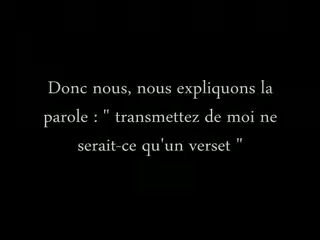 Donc nous, nous expliquons la
parole : " transmettez de moi ne
serait-ce qu'un verset "